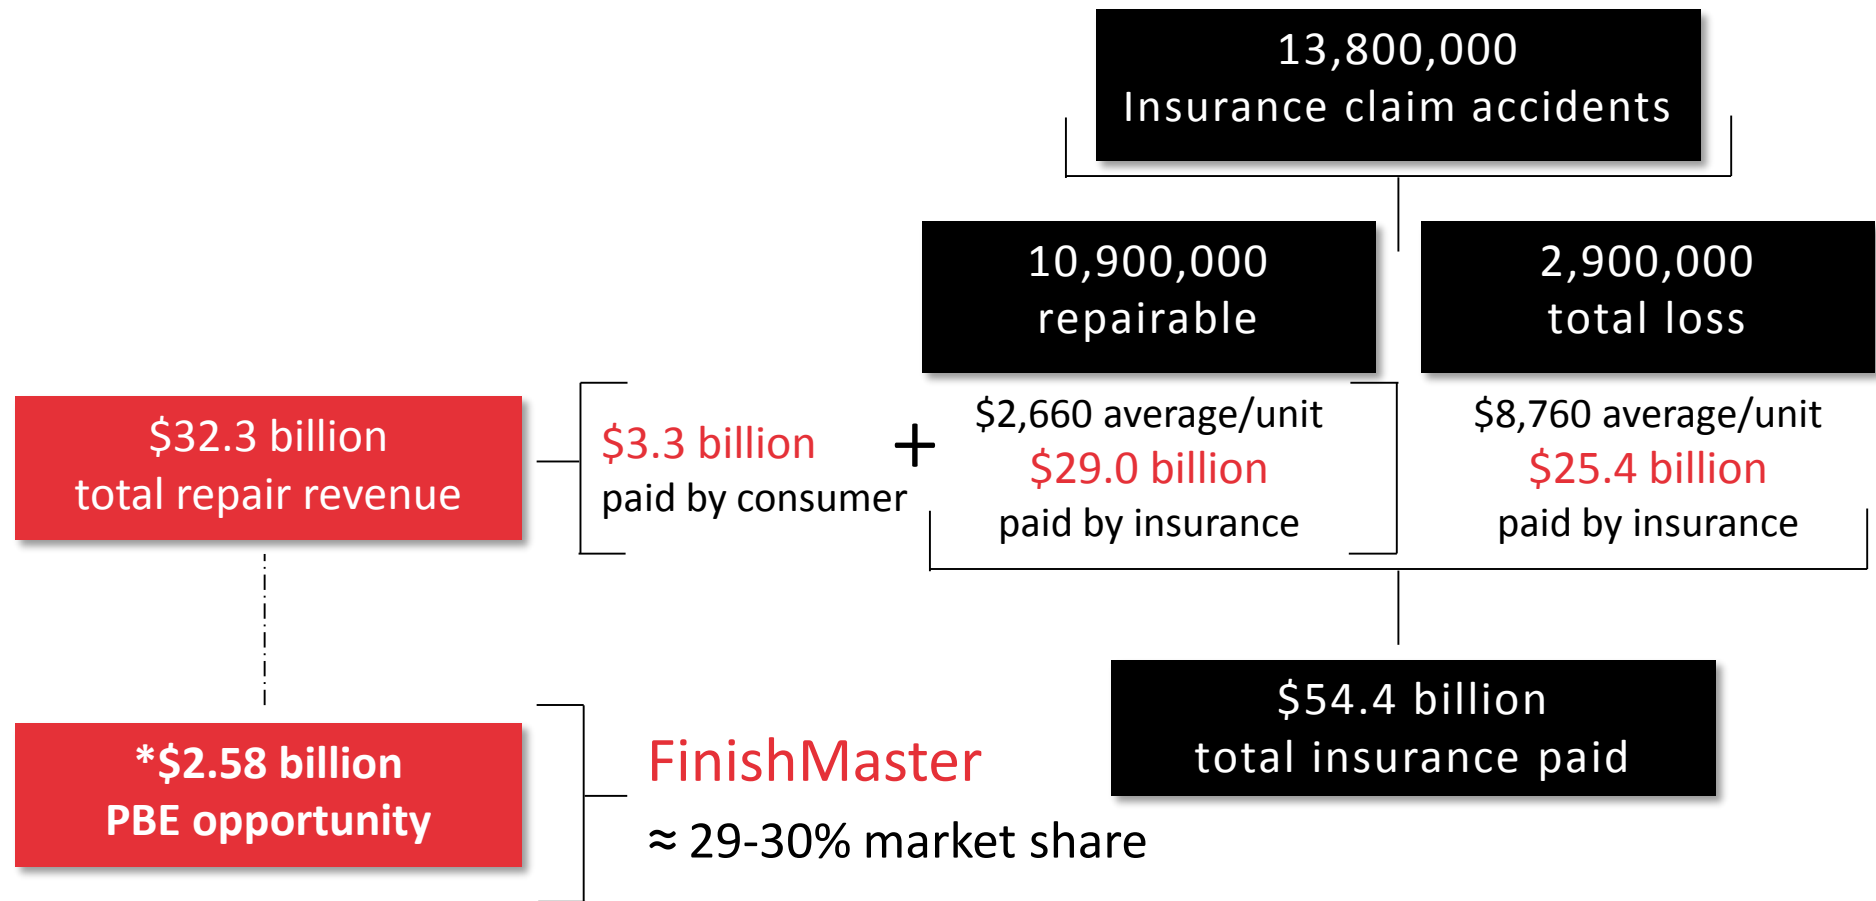 13,800,000
Insurance claim accidents
10,900,000
repairable
2,900,000
total loss
$32.3 billion
total repair revenue
$3.3 billion
paid by consumer
+
$2,660 average/unit
$29.0 billion
paid by insurance
$8,760 average/unit
$25.4 billion
paid by insurance
$54.4 billion
total insurance paid
*$2.58 billion
PBE opportunity
FinishMaster
≈ 29-30% market share